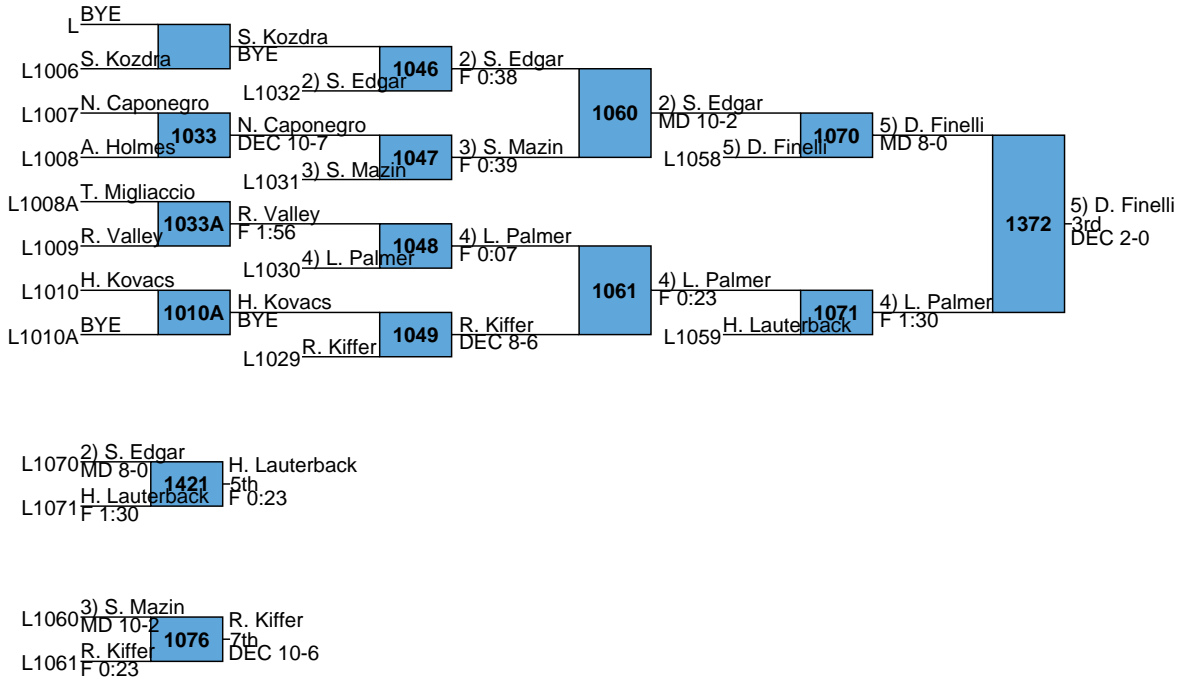 L BYE
S. Kozdra
BYE
L1006 S. Kozdra
1046
2) S. Edgar
F 0:38
L1032 2) S. Edgar
1060
2) S. Edgar
MD 10-2
L1007 N. Caponegro
1033
N. Caponegro
DEC 10-7
L1008 A. Holmes
1047
3) S. Mazin
F 0:39
L1031 3) S. Mazin
L1058 5) D. Finelli
1070
5) D. Finelli
MD 8-0
L1008A T. Migliaccio
1033A
R. Valley
F 1:56
L1009 R. Valley
1048
4) L. Palmer
F 0:07
L1030 4) L. Palmer
1372
5) D. Finelli
3rd
DEC 2-0
L1010 H. Kovacs
1010A
H. Kovacs
BYE
L1010A BYE
1061
4) L. Palmer
F 0:23
1049
R. Kiffer
DEC 8-6
L1029 R. Kiffer
L1059 H. Lauterback
1071
4) L. Palmer
F 1:30
L1070 2) S. Edgar
MD 8-0
1421
H. Lauterback
5th
F 0:23
L1071 H. Lauterback
F 1:30
L1060 3) S. Mazin
MD 10-2
1076
R. Kiffer
7th
DEC 10-6
L1061 R. Kiffer
F 0:23